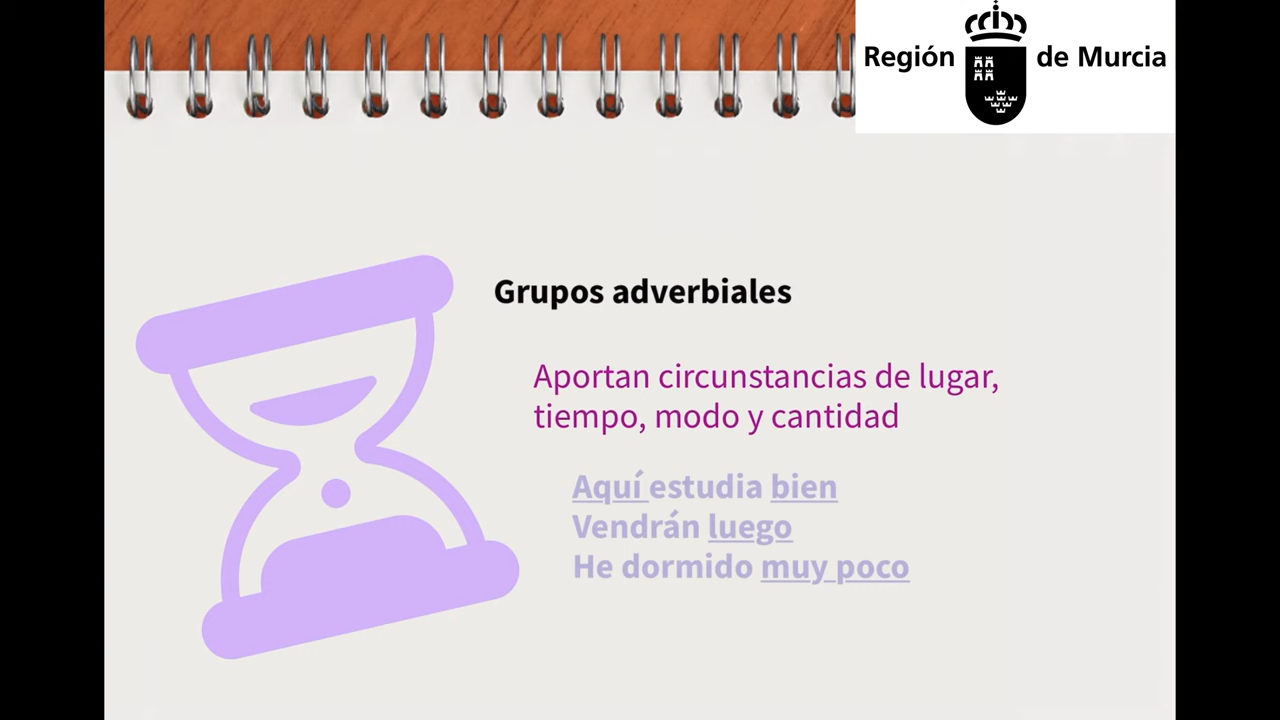 Región de Murcia
Grupos adverbiales
Aportan circunstancias de lugar,
tiempo, modo y cantidad
Aquí estudia bien
Vendrán luego
He dormido muy poco